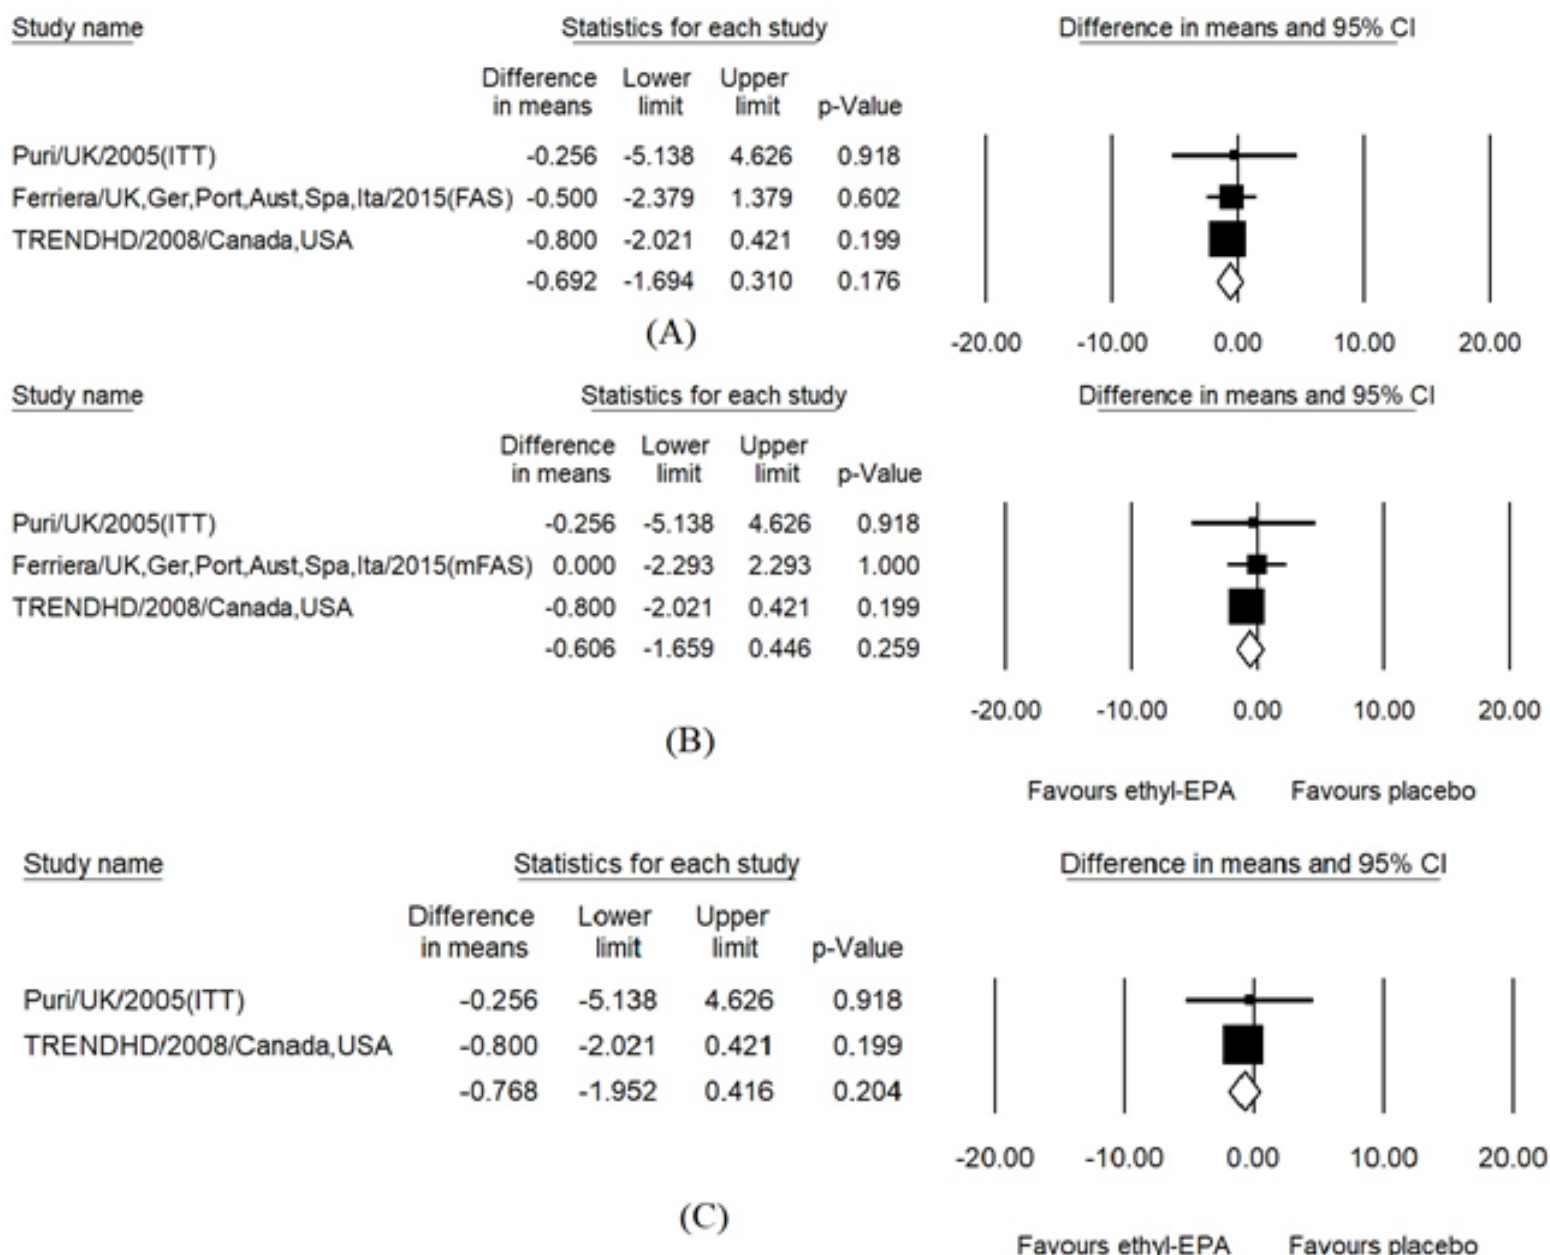 Study name Statistics for each study Difference in means and 95% CI
Difference Lower Upper
in means limit limit p-Value
Puri/UK/2005(ITT) -0.256 -5.138 4.626 0.918
Ferriera/UK,Ger,Port,Aust,Spa,Ita/2015(FAS) -0.500 -2.379 1.379 0.602
TRENDHD/2008/Canada,USA -0.800 -2.021 0.421 0.199
-0.692 -1.694 0.310 0.176
(A)
-20.00 -10.00 0.00 10.00 20.00
Study name Statistics for each study Difference in means and 95% CI
Difference Lower Upper
in means limit limit p-Value
Puri/UK/2005(ITT) -0.256 -5.138 4.626 0.918
Ferriera/UK,Ger,Port,Aust,Spa,Ita/2015(mFAS) 0.000 -2.293 2.293 1.000
TRENDHD/2008/Canada,USA -0.800 -2.021 0.421 0.199
-0.606 -1.659 0.446 0.259
-20.00 -10.00 0.00 10.00 20.00
(B)
Favours ethyl-EPA Favours placebo
Study name Statistics for each study Difference in means and 95% CI
Difference Lower Upper
in means limit limit p-Value
Puri/UK/2005(ITT) -0.256 -5.138 4.626 0.918
TRENDHD/2008/Canada,USA -0.800 -2.021 0.421 0.199
-0.768 -1.952 0.416 0.204
-20.00 -10.00 0.00 10.00 20.00
(C)
Favours ethyl-EPA Favours placebo